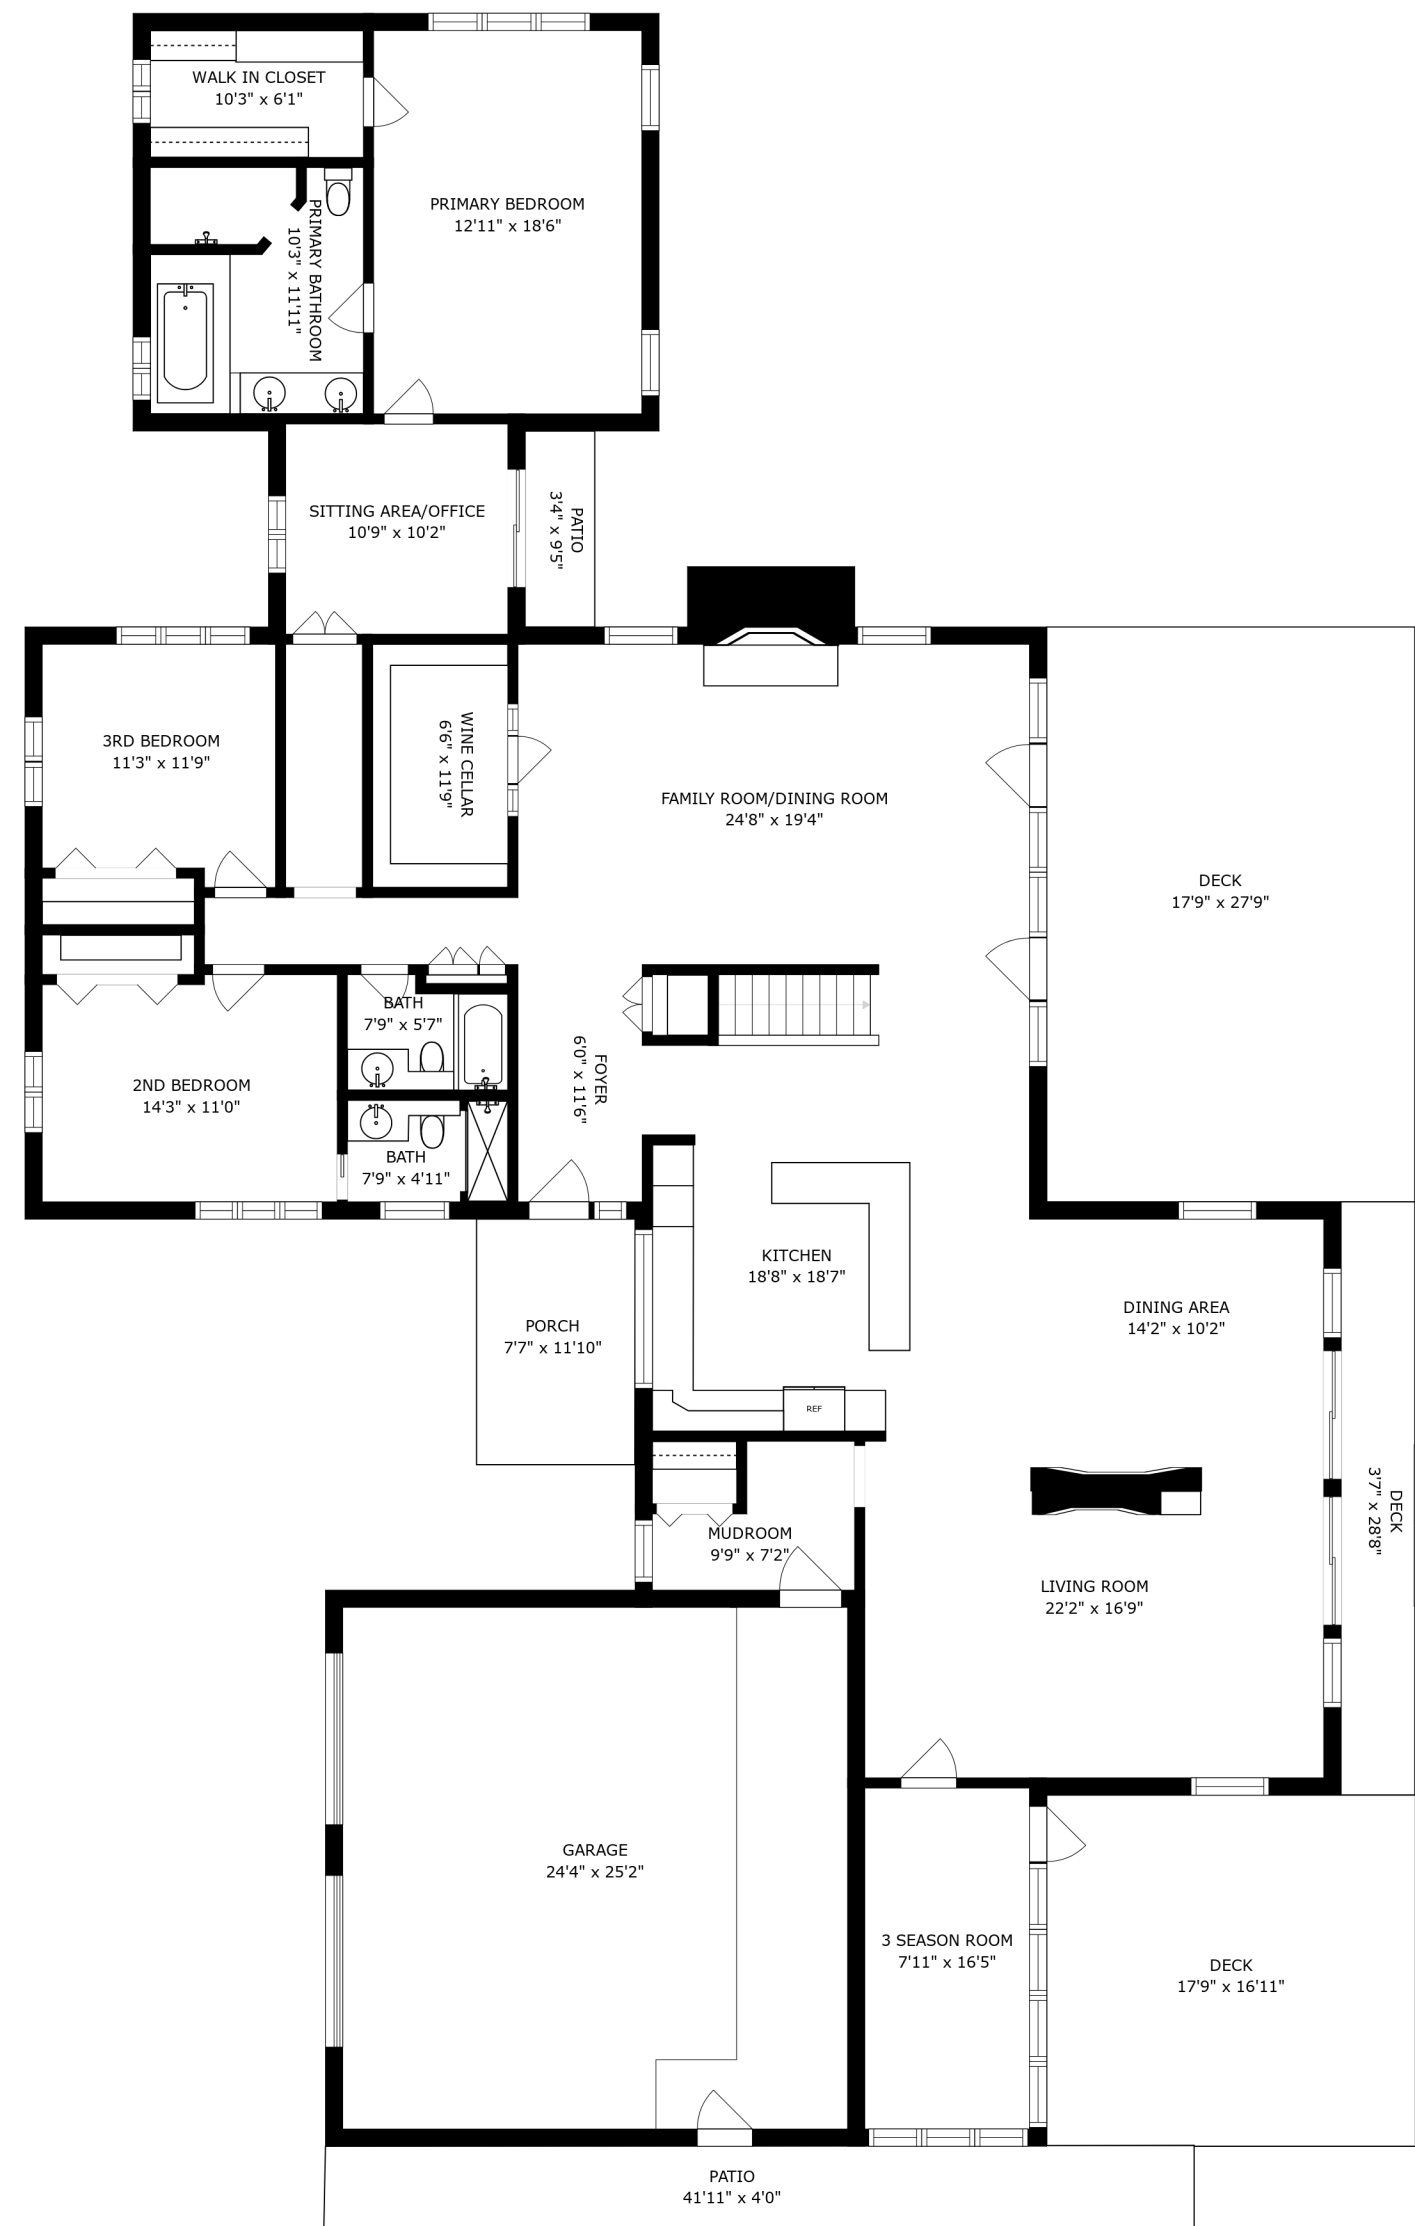 WALK IN CLOSET
10'3" x 6'1"
PRIMARY BEDROOM
12'11" x 18'6"
PRIMARY BATHROOM
10'3" x 11'11"
SITTING AREA/OFFICE
10'9" x 10'2"
PATIO
3'4" x 9'5"
3RD BEDROOM
11'3" x 11'9"
WINE CELLAR
6'6" x 11'9"
FAMILY ROOM/DINING ROOM
24'8" x 19'4"
DECK
17'9" x 27'9"
BATH
7'9" x 5'7"
FOYER
6'0" x 11'6"
2ND BEDROOM
14'3" x 11'0"
BATH
7'9" x 4'11"
KITCHEN
18'8" x 18'7"
DINING AREA
14'2" x 10'2"
PORCH
7'7" x 11'10"
REF
DECK
3'7" x 28'8"
MUDROOM
9'9" x 7'2"
LIVING ROOM
22'2" x 16'9"
GARAGE
24'4" x 25'2"
3 SEASON ROOM
7'11" x 16'5"
DECK
17'9" x 16'11"
PATIO
41'11" x 4'0"